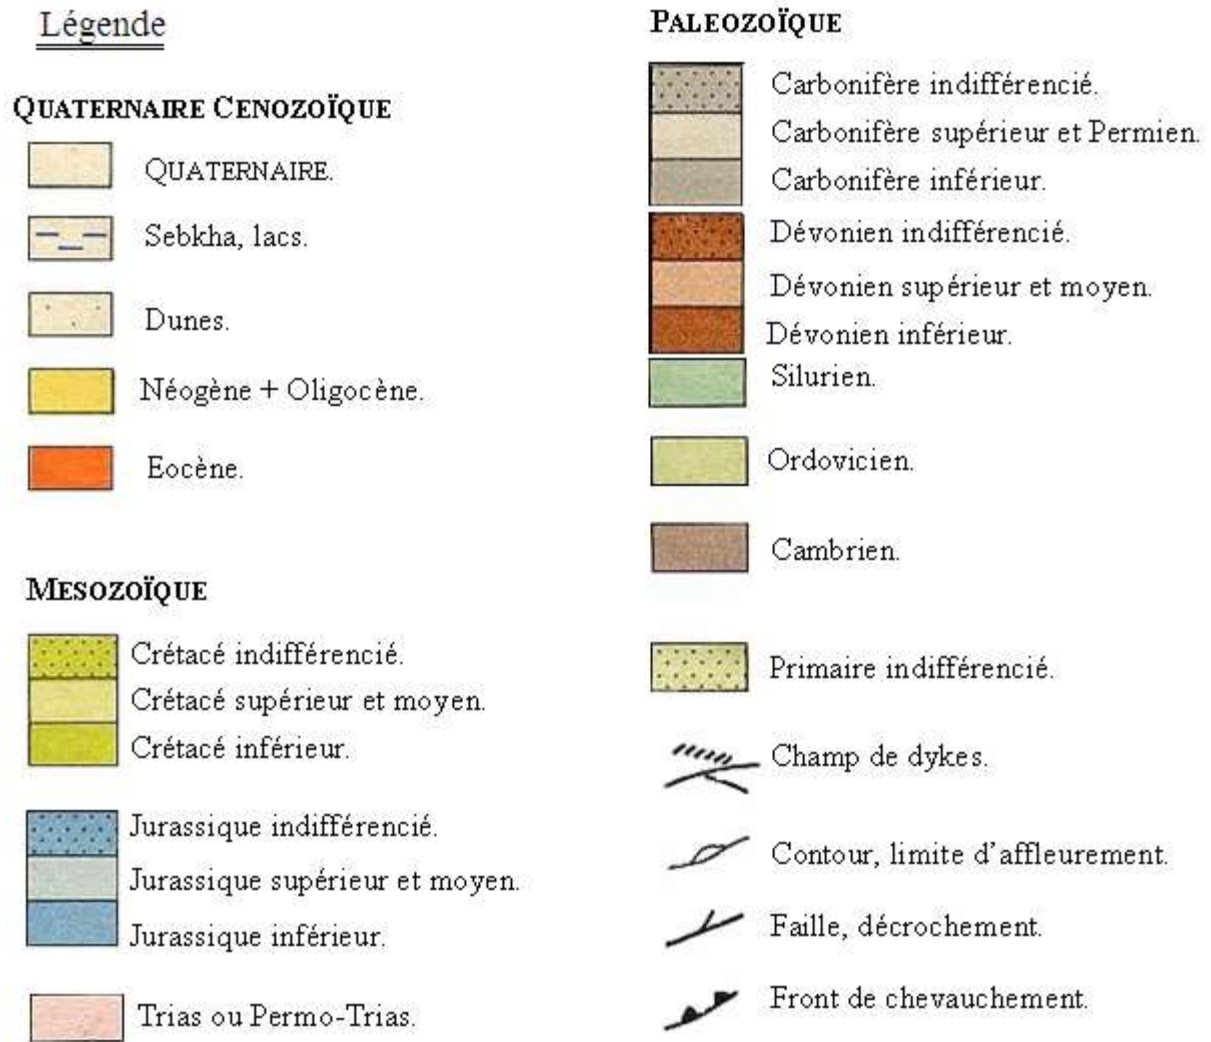 Légende
QUATERNAIRE CENOZOÏQUE
QUATERNAIRE.
Sebkha, lacs.
Dunes.
Néogène + Oligocène.
Eocène.
MESOZOÏQUE
Crétacé indifférencié.
Crétacé supérieur et moyen.
Crétacé inférieur.
Jurassique indifférencié.
Jurassique supérieur et moyen.
Jurassique inférieur.
Trias ou Permo-Trias.
PALEOZOÏQUE
Carbonifère indifférencié.
Carbonifère supérieur et Permien.
Carbonifère inférieur.
Dévonien indifférencié.
Dévonien supérieur et moyen.
Dévonien inférieur.
Silurien.
Ordovicien.
Cambrien.
Primaire indifférencié.
Champ de dykes.
Contour, limite d'affleurement.
Faille, décrochement.
Front de chevauchement.